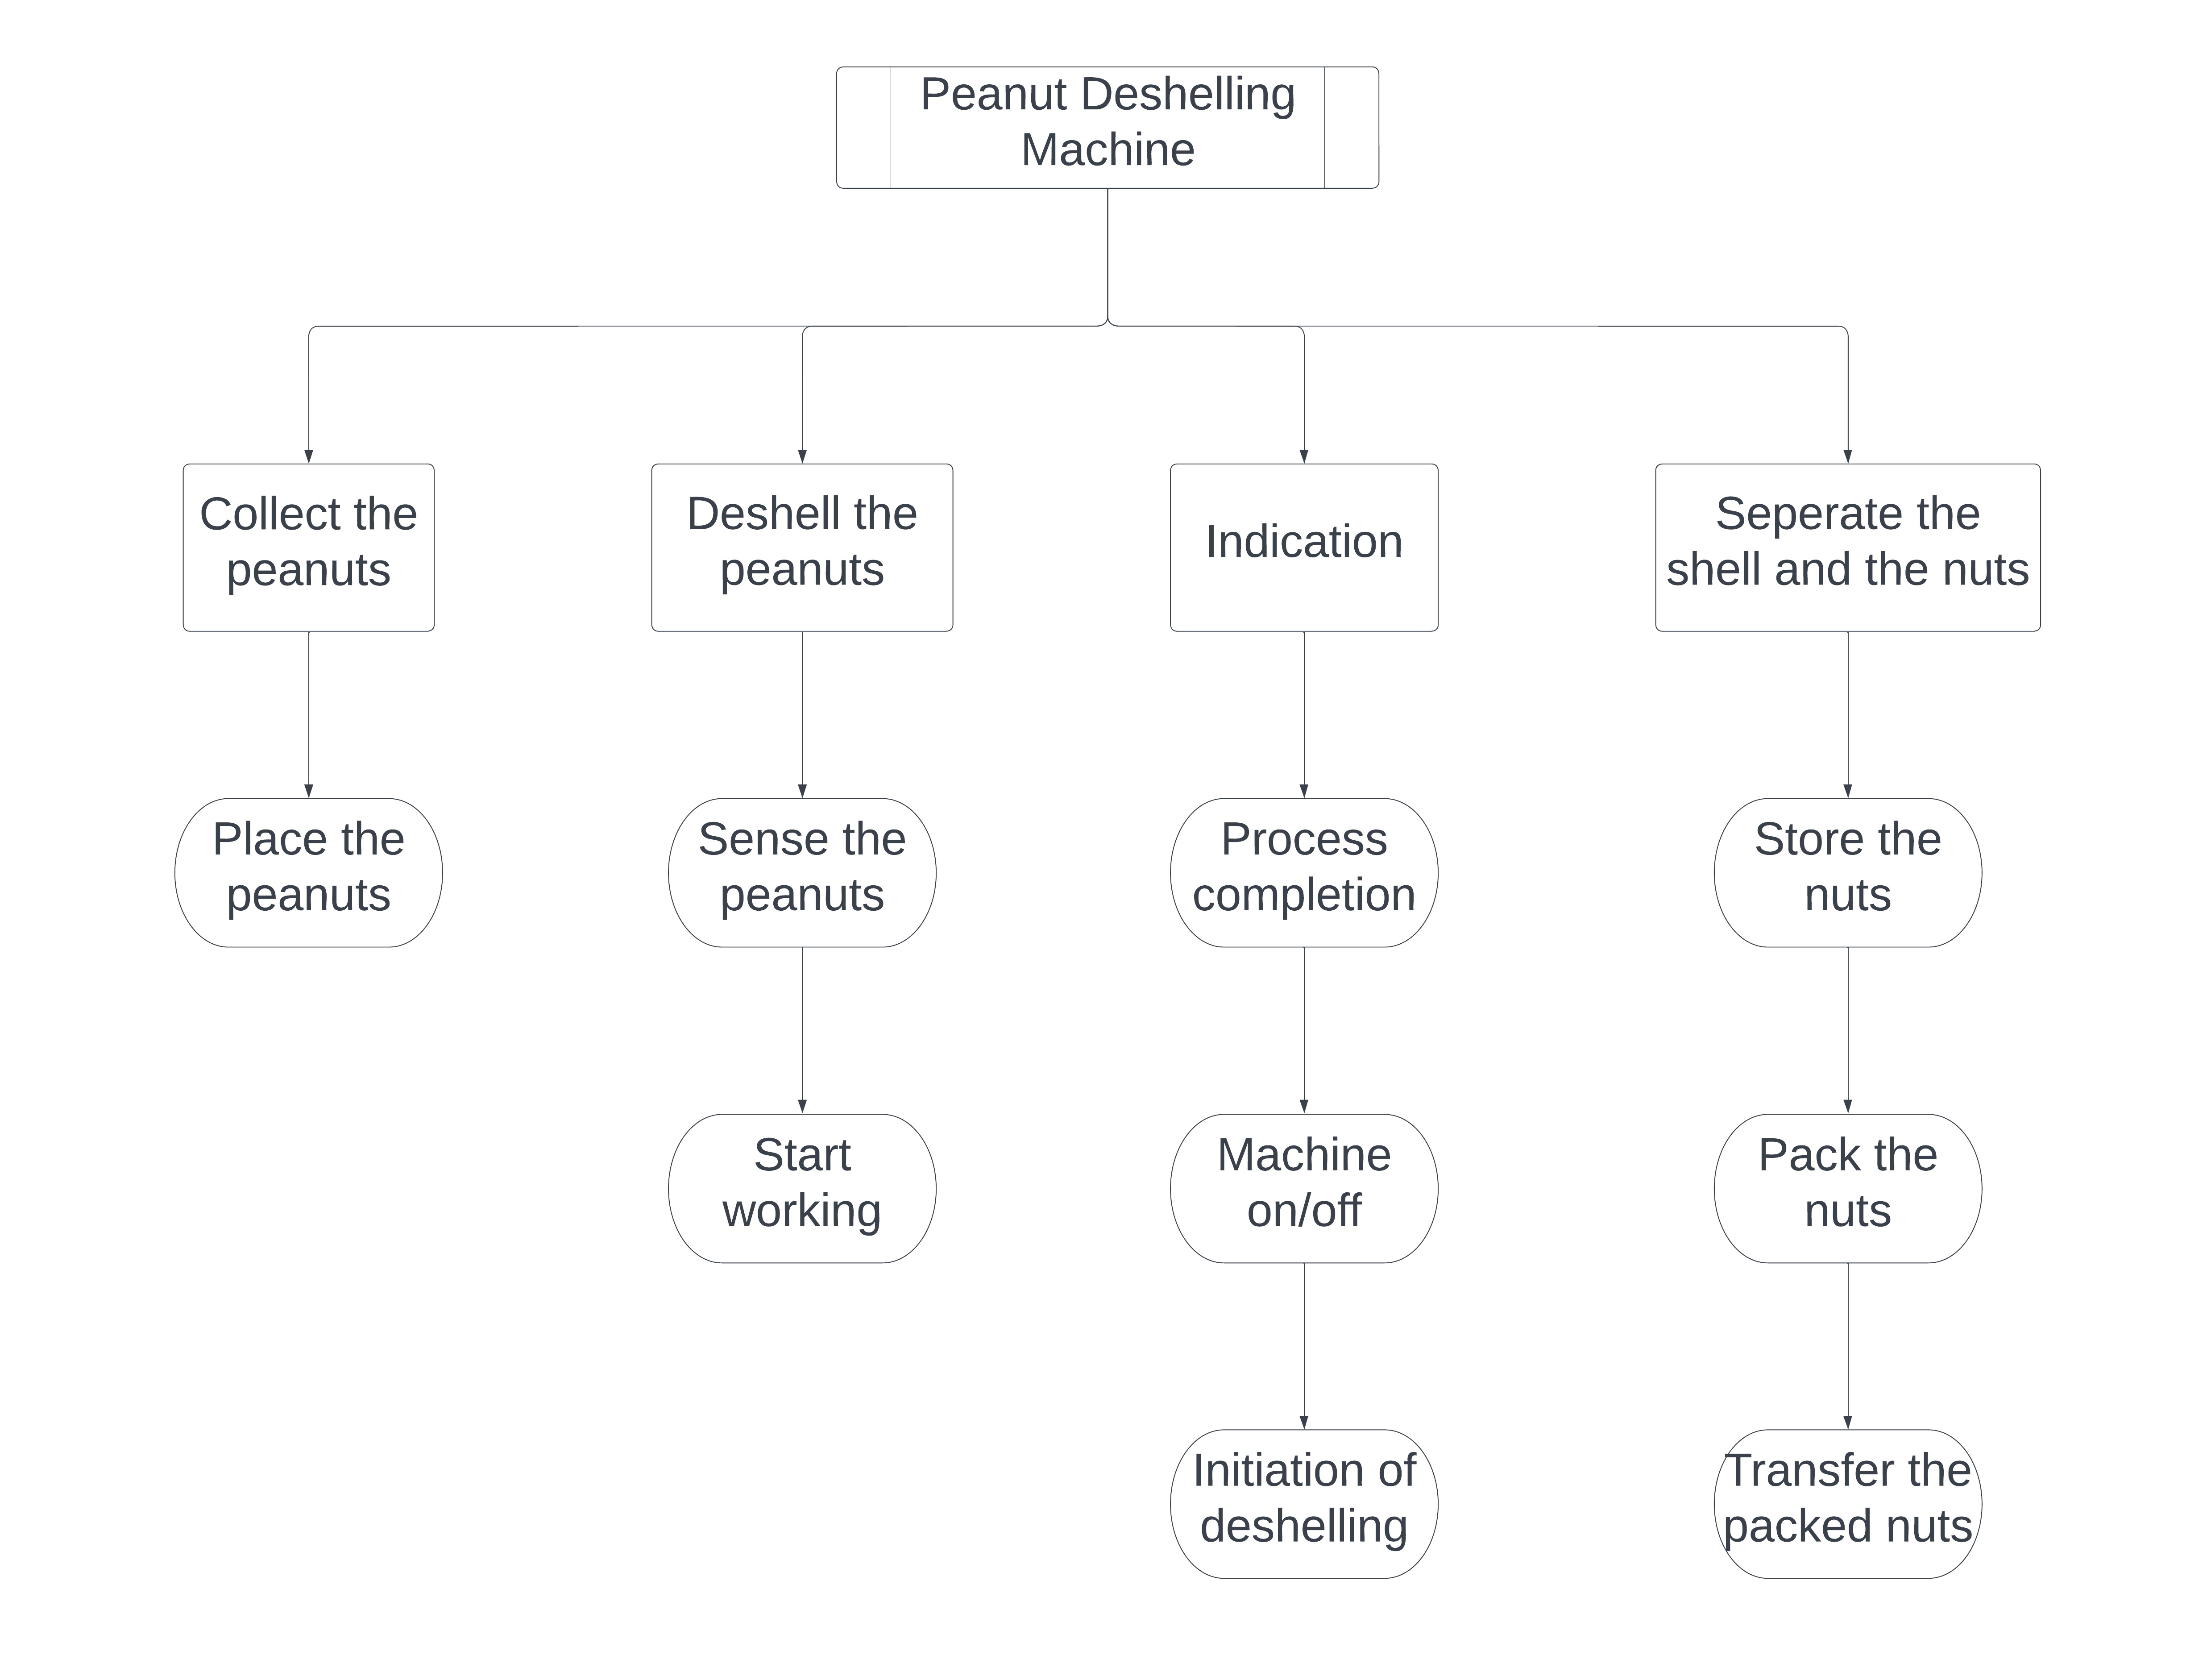 Peanut Deshelling
Machine
Collect the
peanuts
Deshell the
peanuts
Indication
Seperate the
shell and the nuts
Place the
peanuts
Sense the
peanuts
Process
completion
Store the
nuts
Start
working
Machine
on/off
Pack the
nuts
Initiation of
deshelling
Transfer the
packed nuts